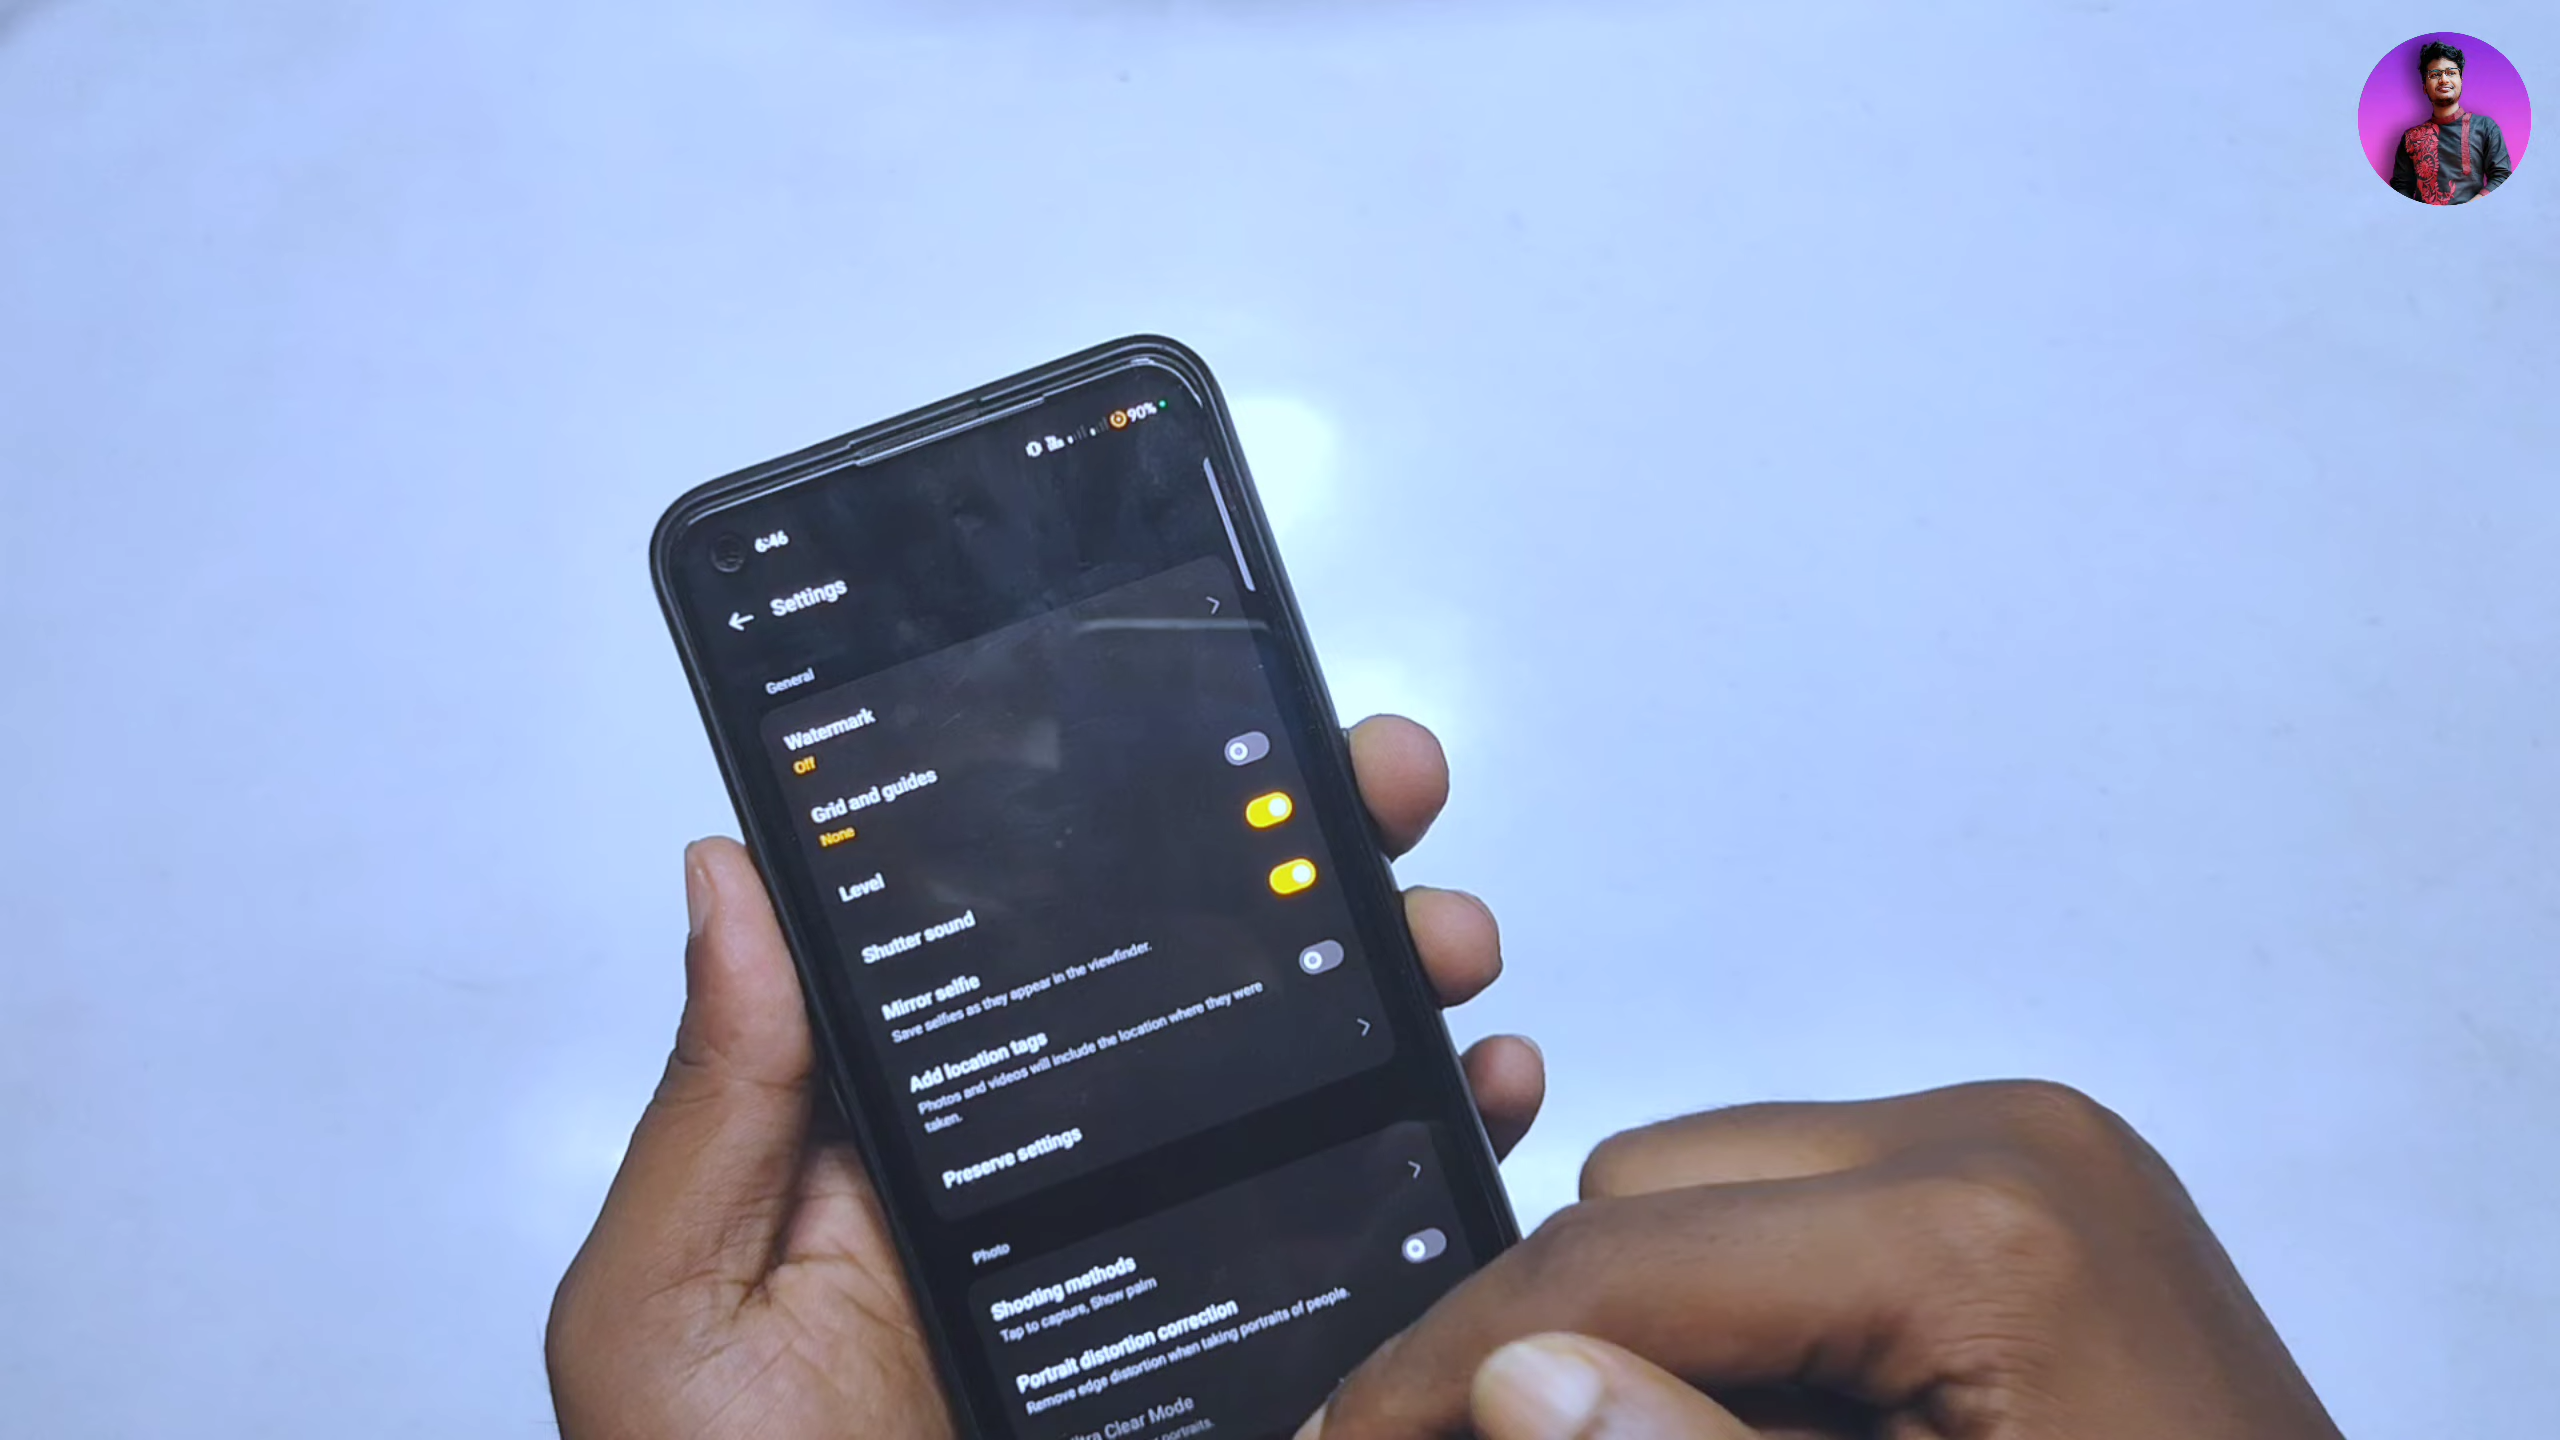 6:46
90%
Settings
General
Watermark
Off
Grid and guides
None
Level
Shutter sound
Mirror selfie
Save selfies as they appear in the viewfinder.
Add location tags
Photos and videos will include the location where they were
taken.
Preserve settings
Photo
Shooting methods
Tap to capture, Show palm
Portrait distortion correction
Remove edge distortion when taking portraits of people.
Clear Mode
portraits.